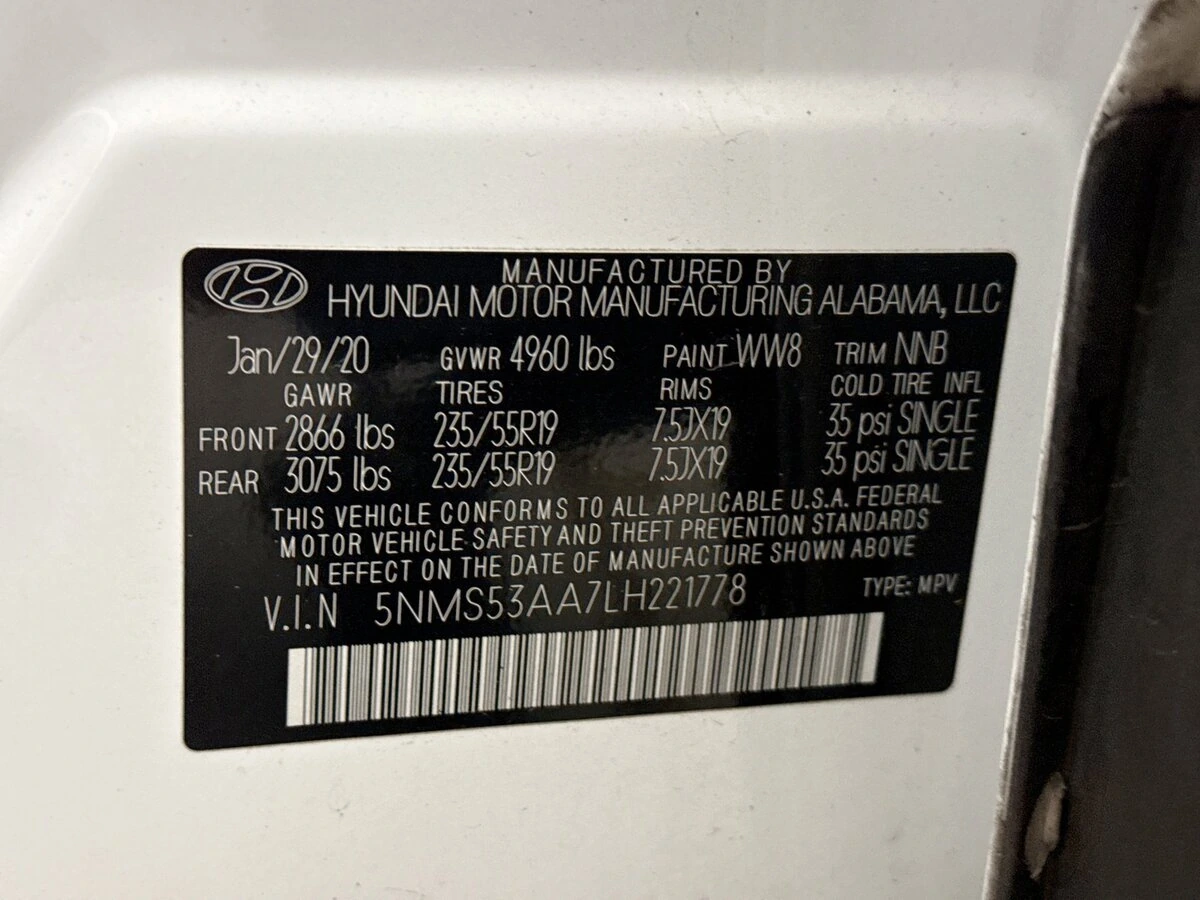 MANUFACTURED BY
HYUNDAI MOTOR MANUFACTURING ALABAMA, LLC
Jan/29/20 GVWR 4960 lbs PAINT WW8 TRIM NNB
GAWR TIRES RIMS COLD TIRE INFL
FRONT 2866 lbs 235/55R19 7.5JX19 35 psi SINGLE
REAR 3075 lbs 235/55R19 7.5JX19 35 psi SINGLE
THIS VEHICLE CONFORMS TO ALL APPLICABLE U.S.A. FEDERAL
MOTOR VEHICLE SAFETY AND THEFT PREVENTION STANDARDS
IN EFFECT ON THE DATE OF MANUFACTURE SHOWN ABOVE
V.I.N 5NMS53AA7LH221778 TYPE: MPV